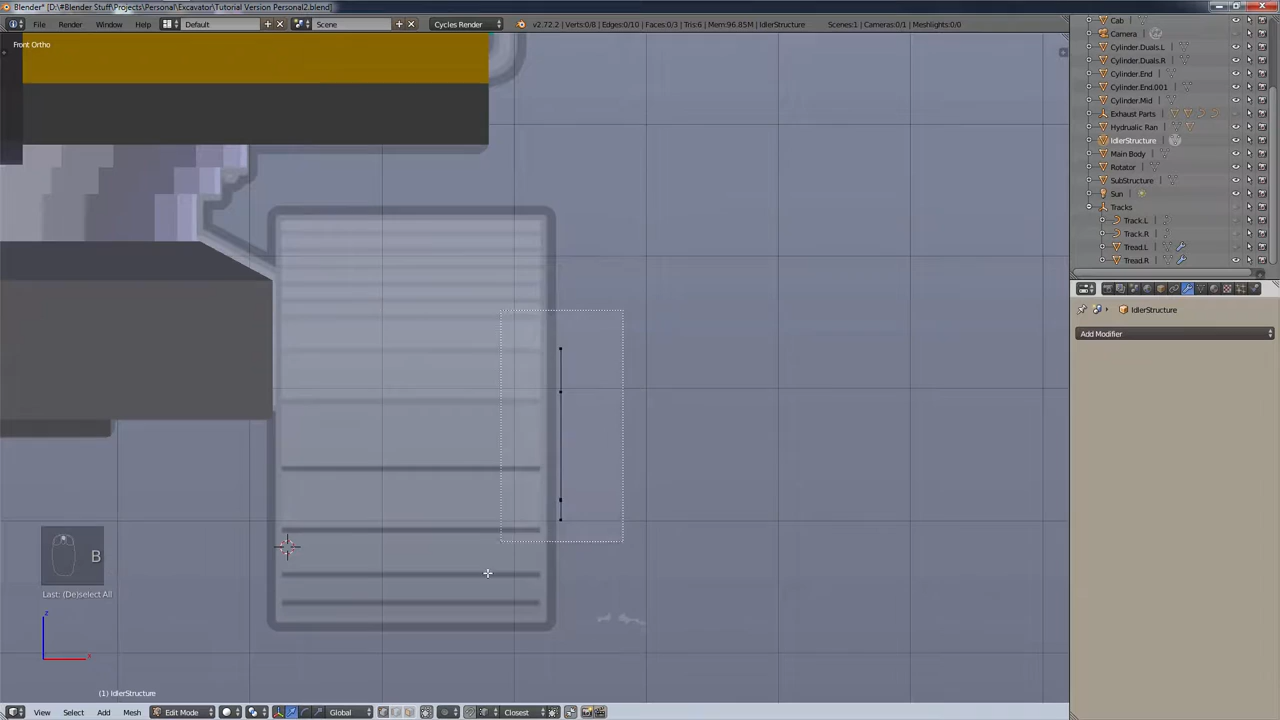 Blender* [D:\#Blender Stuff\Projects\Personal\Excavator\Tutorial Version Personal2.blend]
File Render Window Help Default Scene Cycles Render v2.72.2 | Verts:0/8 | Edges:0/10 | Faces:0/3 | Tris:6 | Mem:96.85M | IdlerStructure Scenes:1 | Cameras:0/1 | Meshlights:0/0
Front Ortho
Cab
Camera
Cylinder.Duals.L
Cylinder.Duals.R
Cylinder.End
Cylinder.End.001
Cylinder.Mid
Exhaust Parts
Hydrualic Ran
IdlerStructure
Main Body
Rotator
SubStructure
Sun
Tracks
Track.L
Track.R
Tread.L
Tread.R
IdlerStructure
Add Modifier
B
Last: (De)select All
z
x
(1) IdlerStructure
View Select Add Mesh Edit Mode Global Closest